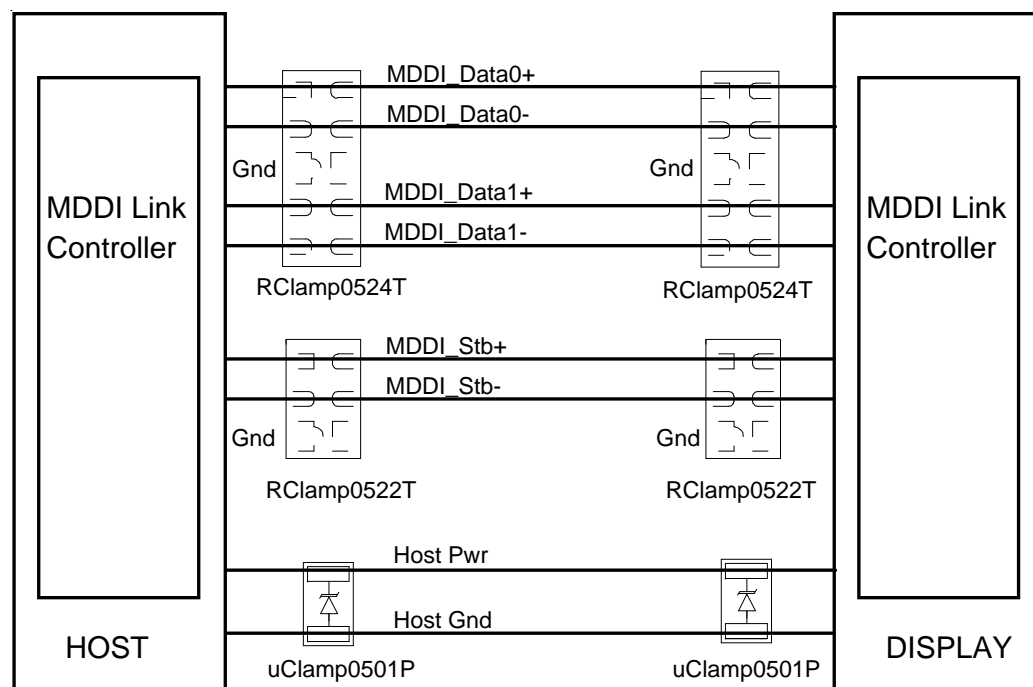 MDDI_Data0+
MDDI_Data0-
Gnd
Gnd
MDDI Link
Controller
MDDI_Data1+
MDDI Link
Controller
MDDI_Data1-
RClamp0524T
RClamp0524T
MDDI_Stb+
MDDI_Stb-
Gnd
Gnd
RClamp0522T
RClamp0522T
Host Pwr
Host Gnd
HOST
DISPLAY
uClamp0501P
uClamp0501P